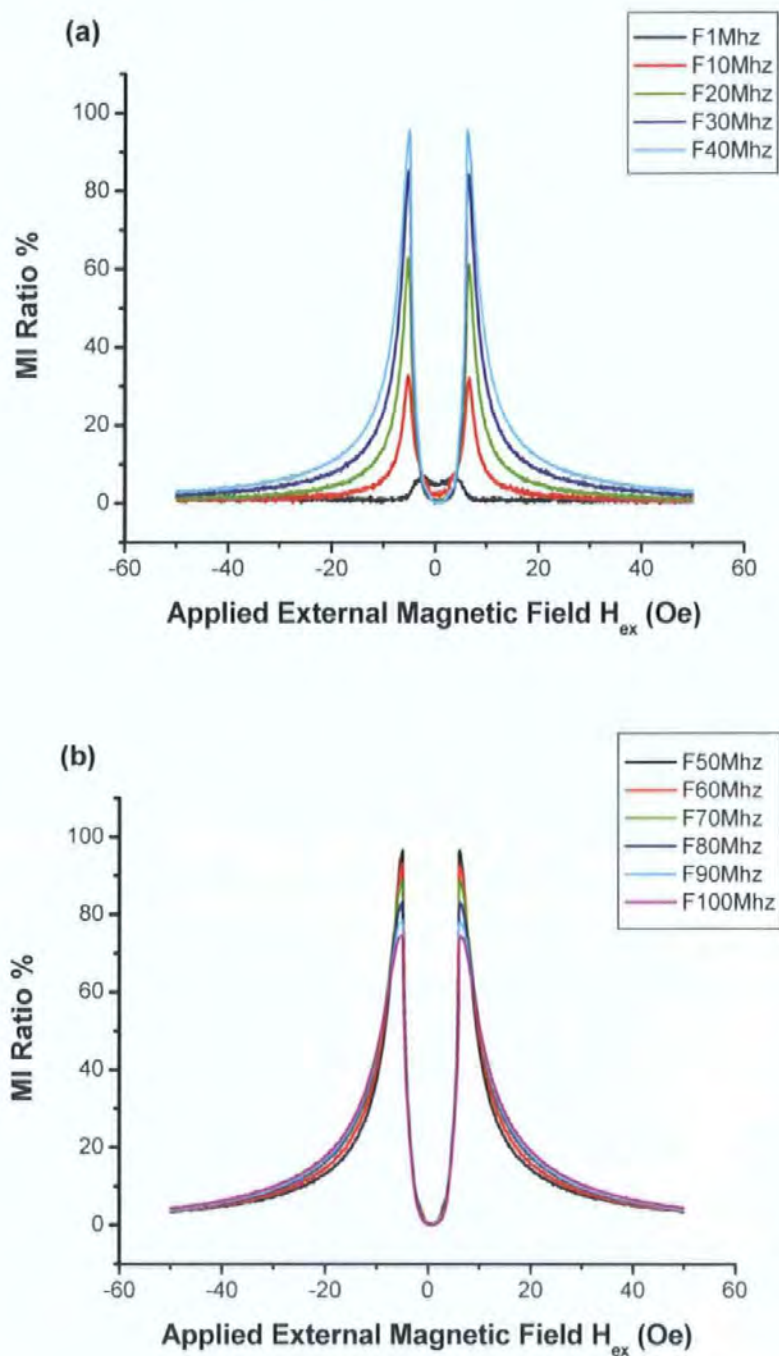 (a)
F1Mhz
F10Mhz
F20Mhz
F30Mhz
F40Mhz
100
80
60
40
20
0
MI Ratio %
-60 -40 -20 0 20 40 60
Applied External Magnetic Field H_ex (Oe)
(b)
F50Mhz
F60Mhz
F70Mhz
F80Mhz
F90Mhz
F100Mhz
100
80
60
40
20
0
MI Ratio %
-60 -40 -20 0 20 40 60
Applied External Magnetic Field H_ex (Oe)